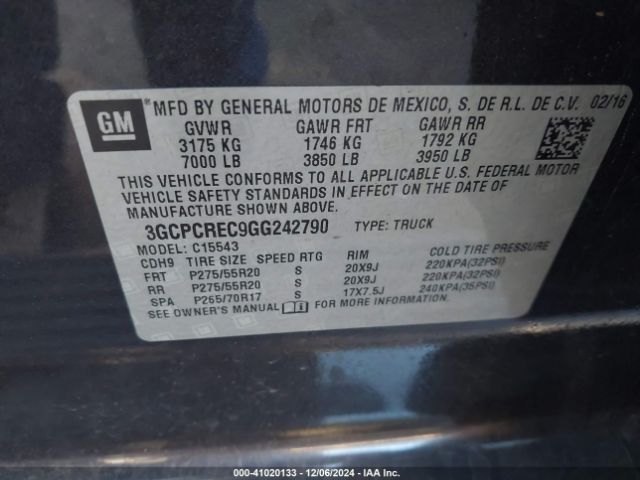 GM ® MFD BY GENERAL MOTORS DE MEXICO, S. DE R.L. DE C.V. 02/16
GVWR GAWR FRT GAWR RR
3175 KG 1746 KG 1792 KG
7000 LB 3850 LB 3950 LB
THIS VEHICLE CONFORMS TO ALL APPLICABLE U.S. FEDERAL MOTOR
VEHICLE SAFETY STANDARDS IN EFFECT ON THE DATE OF
MANUFACTURE SHOWN ABOVE.
3GCPCREC9GG242790 TYPE: TRUCK
MODEL: C15543
CDH9 TIRE SIZE SPEED RTG RIM COLD TIRE PRESSURE
FRT P275/55R20 S 20X9J 220KPA(32PSI)
RR P275/55R20 S 20X9J 220KPA(32PSI)
SPA P265/70R17 S 17X7.5J 240KPA(35PSI)
SEE OWNER'S MANUAL FOR MORE INFORMATION
00-41020133 - 12/06/2024 - IAA Inc.